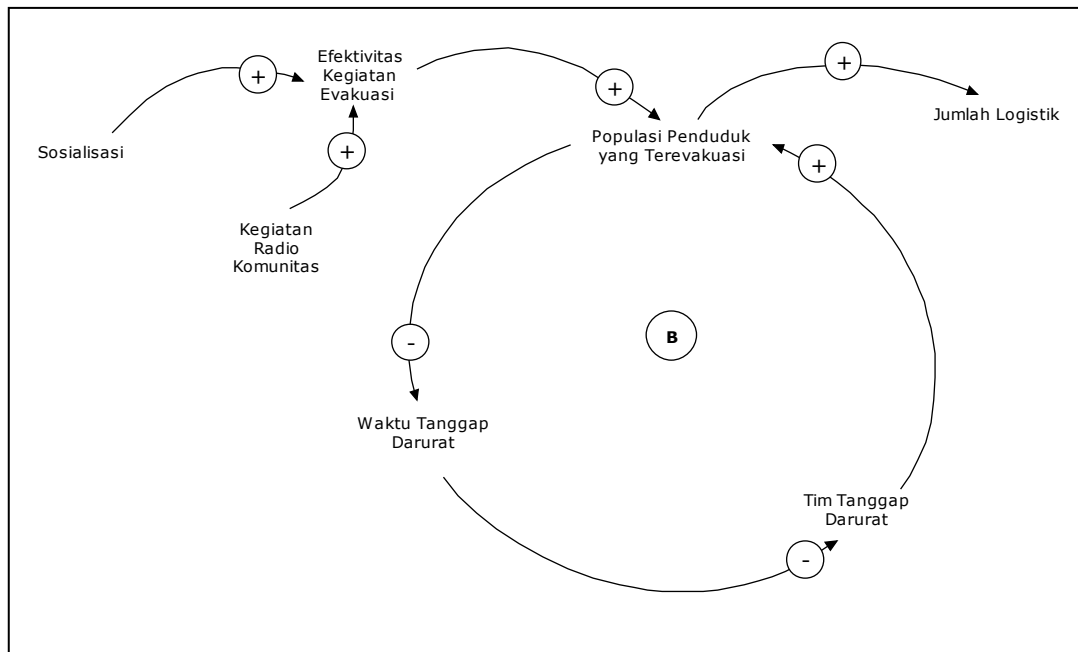 Sosialisasi
+
Efektivitas
Kegiatan
Evakuasi
+
Kegiatan
Radio
Komunitas
+
Populasi Penduduk
yang Terevakuasi
+
Jumlah Logistik
+
B
-
Waktu Tanggap
Darurat
Tim Tanggap
Darurat
-